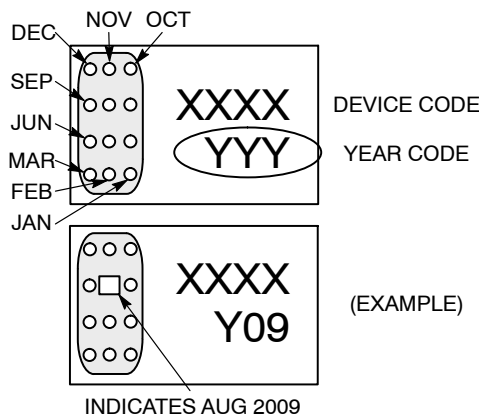 NOV OCT
DEC
SEP
XXXX DEVICE CODE
JUN
YYY YEAR CODE
MAR
FEB
JAN
XXXX
(EXAMPLE)
Y09
INDICATES AUG 2009